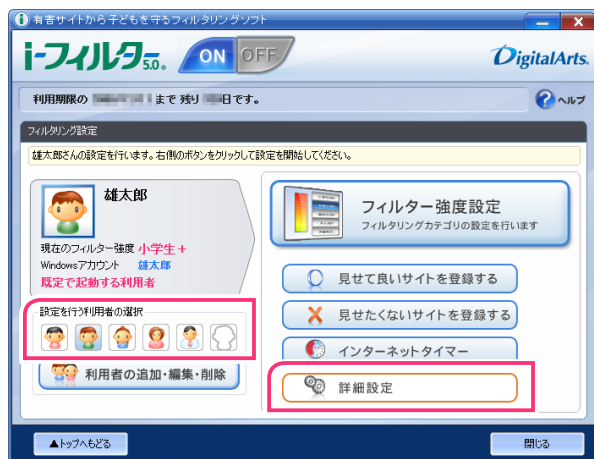 有害サイトから子どもを守るフィルタリングソフト
i-フィルター5.0®
ON OFF
DigitalArts®
利用期限の まで 残り 日です。
ヘルプ
フィルタリング設定
雄太郎さんの設定を行います。右側のボタンをクリックして設定を開始してください。
雄太郎
現在のフィルター強度 小学生+
Windowsアカウント 雄太郎
既定で起動する利用者
設定を行う利用者の選択
利用者の追加・編集・削除
フィルター強度設定
フィルタリングカテゴリの設定を行います
見せて良いサイトを登録する
見せたくないサイトを登録する
インターネットタイマー
詳細設定
▲トップへもどる
閉じる